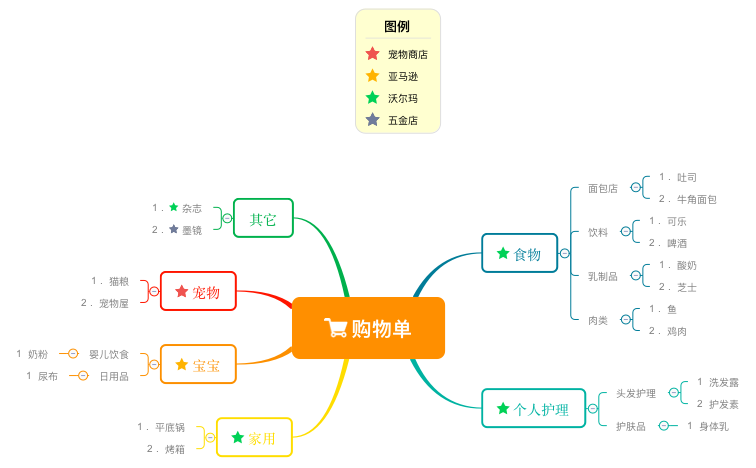 图例
宠物商店
亚马逊
沃尔玛
五金店
购物单
食物
面包店
1. 吐司
2. 牛角面包
饮料
1. 可乐
2. 啤酒
乳制品
1. 酸奶
2. 芝士
肉类
1. 鱼
2. 鸡肉
个人护理
头发护理
1 洗发露
2 护发素
护肤品
1 身体乳
其它
1. 杂志
2. 墨镜
宠物
1. 猫粮
2. 宠物屋
宝宝
婴儿饮食
1 奶粉
日用品
1 尿布
家用
1. 平底锅
2. 烤箱